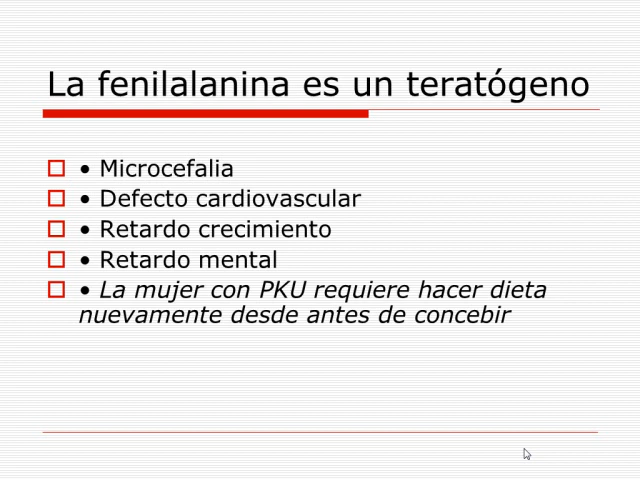 La fenilalanina es un teratógeno
• Microcefalia
• Defecto cardiovascular
• Retardo crecimiento
• Retardo mental
• La mujer con PKU requiere hacer dieta
nuevamente desde antes de concebir